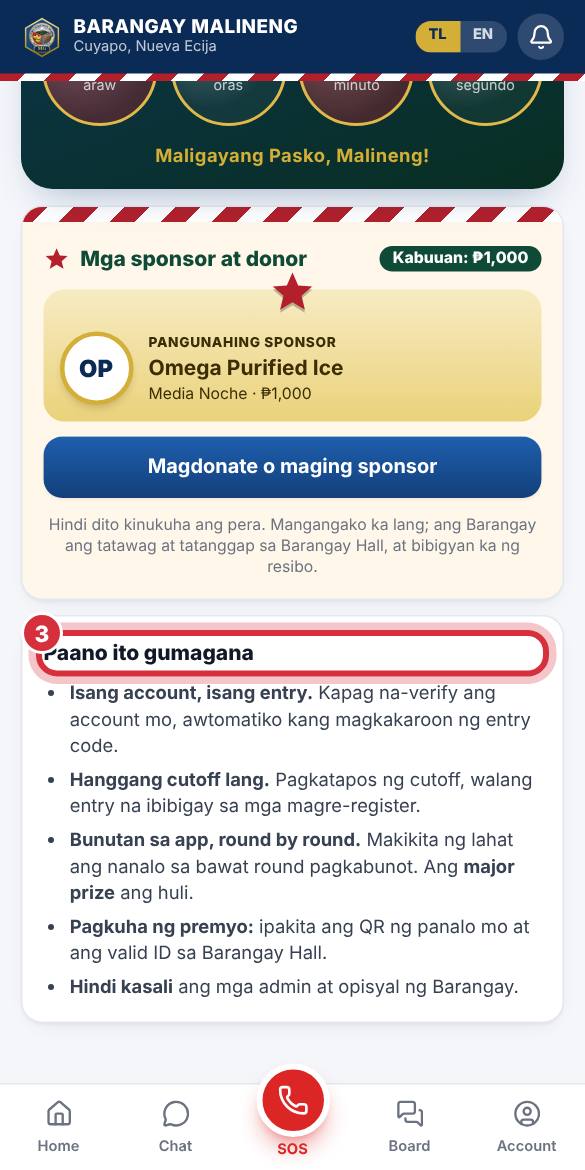 BARANGAY MALINENG
Cuyapo, Nueva Ecija
TL EN
araw oras minuto segundo
Maligayang Pasko, Malineng!
Mga sponsor at donor
Kabuuan: ₱1,000
PANGUNAHING SPONSOR
OP
Omega Purified Ice
Media Noche · ₱1,000
Magdonate o maging sponsor
Hindi dito kinukuha ang pera. Mangangako ka lang; ang Barangay
ang tatawag at tatanggap sa Barangay Hall, at bibigyan ka ng
resibo.
3
Paano ito gumagana
• Isang account, isang entry. Kapag na-verify ang
account mo, awtomatiko kang magkakaroon ng entry
code.
• Hanggang cutoff lang. Pagkatapos ng cutoff, walang
entry na ibibigay sa mga magre-register.
• Bunutan sa app, round by round. Makikita ng lahat
ang nanalo sa bawat round pagkabunot. Ang major
prize ang huli.
• Pagkuha ng premyo: ipakita ang QR ng panalo mo at
ang valid ID sa Barangay Hall.
• Hindi kasali ang mga admin at opisyal ng Barangay.
Home Chat SOS Board Account